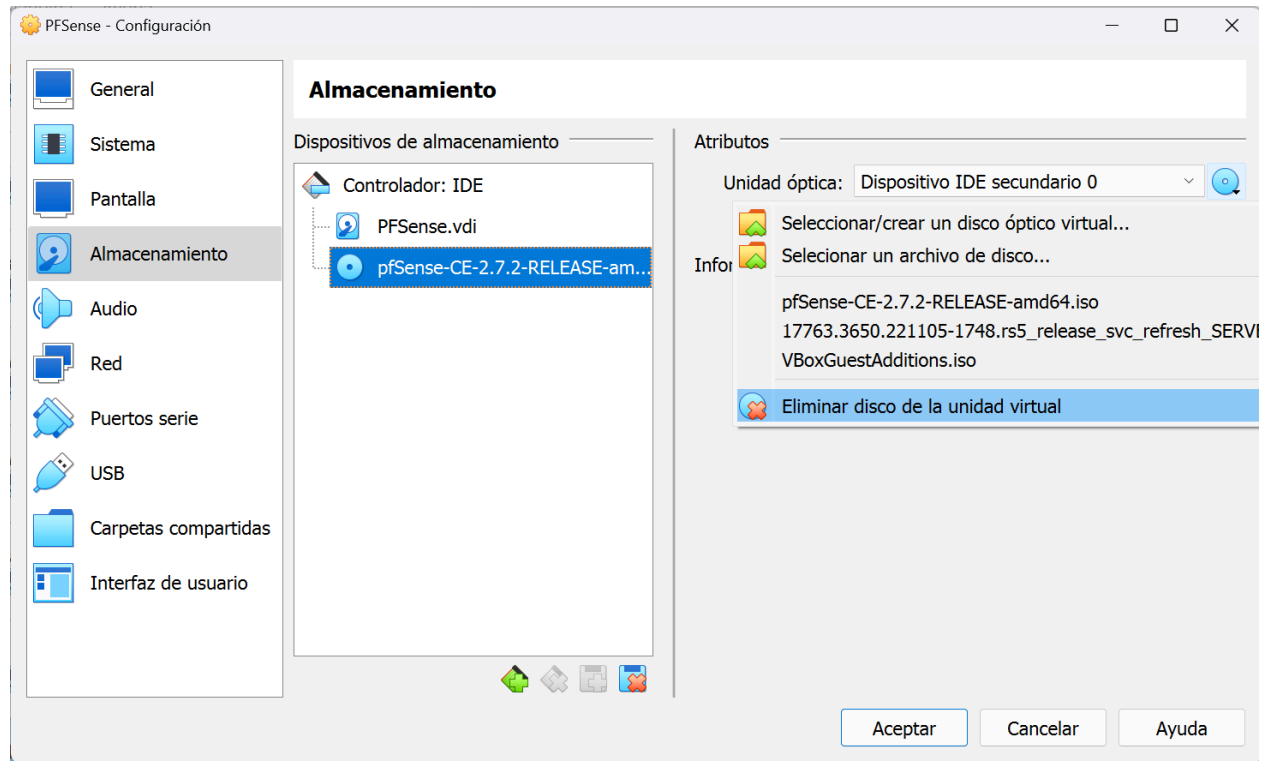 PFSense - Configuración
General
Sistema
Pantalla
Almacenamiento
Audio
Red
Puertos serie
USB
Carpetas compartidas
Interfaz de usuario
Almacenamiento
Dispositivos de almacenamiento
Controlador: IDE
PFSense.vdi
pfSense-CE-2.7.2-RELEASE-am...
Atributos
Unidad óptica: Dispositivo IDE secundario 0
Seleccionar/crear un disco óptico virtual...
Selecionar un archivo de disco...
Infor
pfSense-CE-2.7.2-RELEASE-amd64.iso
17763.3650.221105-1748.rs5_release_svc_refresh_SERV
VBoxGuestAdditions.iso
Eliminar disco de la unidad virtual
Aceptar Cancelar Ayuda